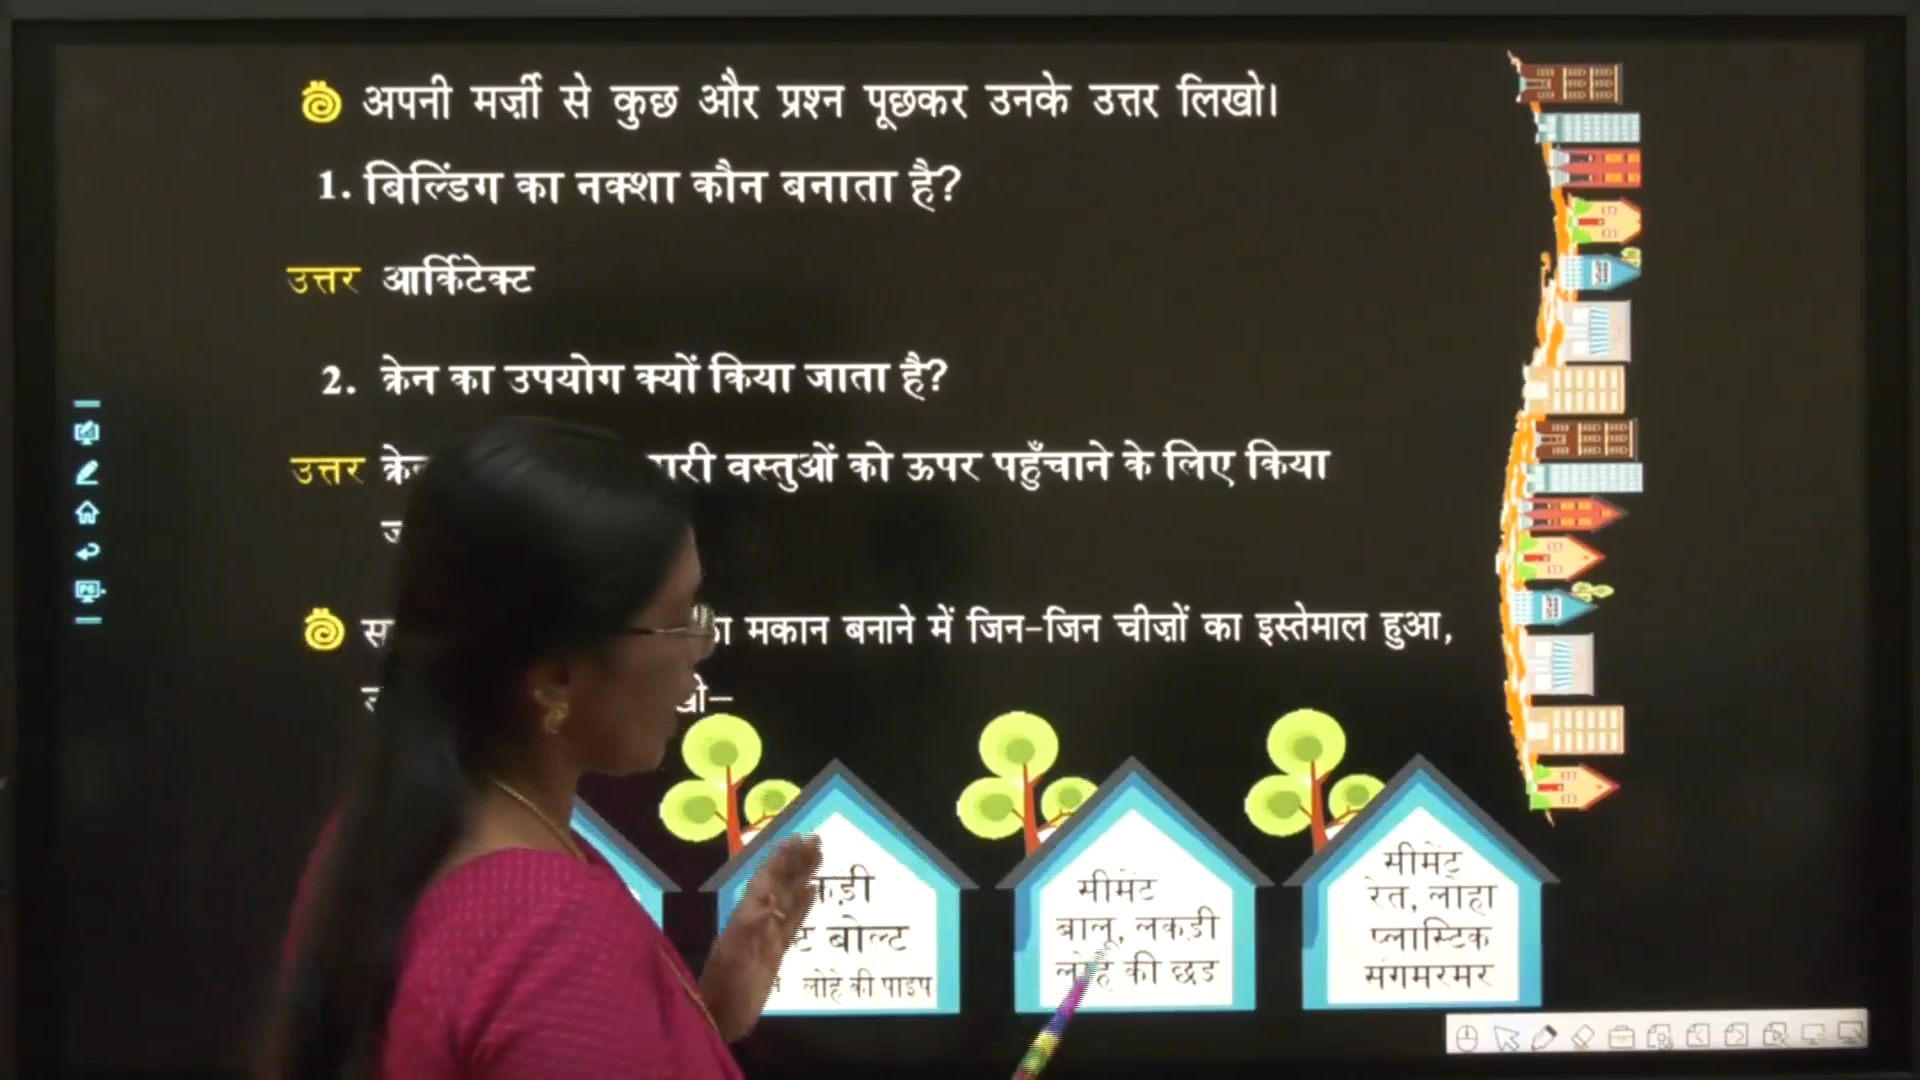 अपनी मर्ज़ी से कुछ और प्रश्न पूछकर उनके उत्तर लिखो।
1. बिल्डिंग का नक्शा कौन बनाता है?
उत्तर आर्किटेक्ट
2. क्रेन का उपयोग क्यों किया जाता है?
उत्तर वस्तुओं को ऊपर पहुँचाने के लिए किया
मकान बनाने में जिन-जिन चीज़ों का इस्तेमाल हुआ,
बोल्ट
लोहे की पाइप
सीमेंट
बालू, लकड़ी
लोहे की छड
सीमेंट
रेत, लोहा
प्लास्टिक
संगमरमर